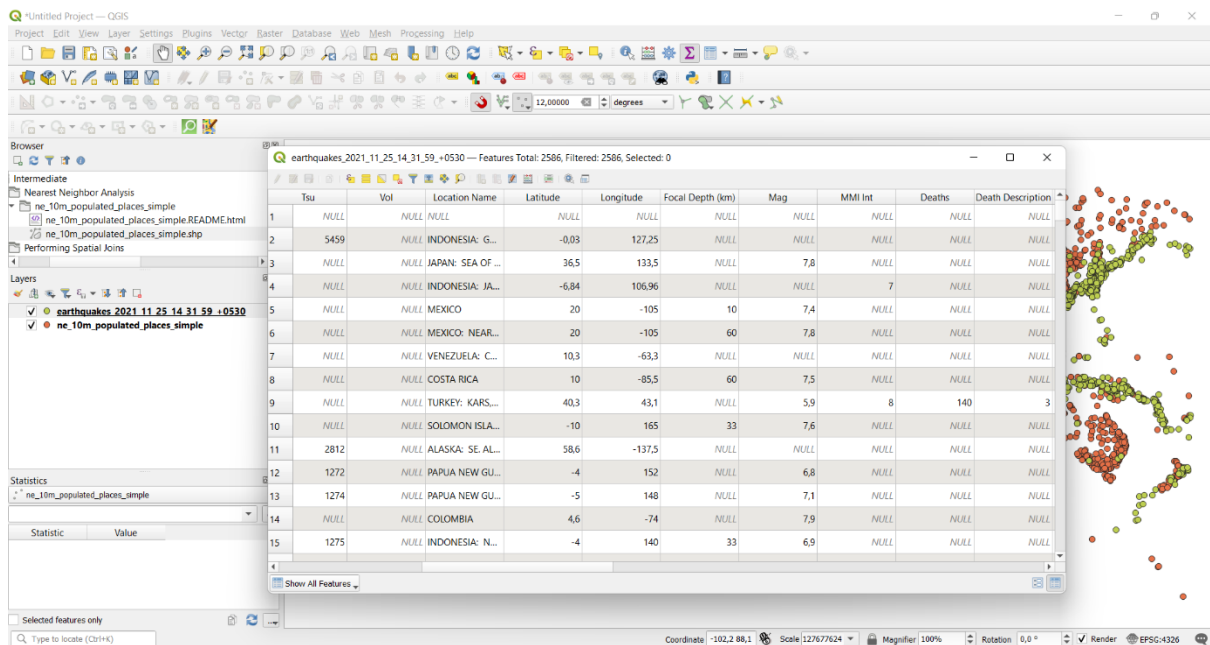 *Untitled Project — QGIS
Project Edit View Layer Settings Plugins Vector Raster Database Web Mesh Processing Help
12,00000 degrees
Browser
Intermediate
Nearest Neighbor Analysis
ne_10m_populated_places_simple
ne_10m_populated_places_simple.README.html
ne_10m_populated_places_simple.shp
Performing Spatial Joins
Layers
earthquakes_2021_11_25_14_31_59_+0530
ne_10m_populated_places_simple
Statistics
ne_10m_populated_places_simple
Statistic Value
Selected features only
earthquakes_2021_11_25_14_31_59_+0530 — Features Total: 2586, Filtered: 2586, Selected: 0
Tsu Vol Location Name Latitude Longitude Focal Depth (km) Mag MMI Int Deaths Death Description
1 NULL NULL NULL NULL NULL NULL NULL NULL NULL NULL
2 5459 NULL INDONESIA: G... -0,03 127,25 NULL NULL NULL NULL NULL
3 NULL NULL JAPAN: SEA OF ... 36,5 133,5 NULL 7,8 NULL NULL NULL
4 NULL NULL INDONESIA: JA... -6,84 106,96 NULL NULL 7 NULL NULL
5 NULL NULL MEXICO 20 -105 10 7,4 NULL NULL NULL
6 NULL NULL MEXICO: NEAR... 20 -105 60 7,8 NULL NULL NULL
7 NULL NULL VENEZUELA: C... 10,3 -63,3 NULL NULL NULL NULL NULL
8 NULL NULL COSTA RICA 10 -85,5 60 7,5 NULL NULL NULL
9 NULL NULL TURKEY: KARS,... 40,3 43,1 NULL 5,9 8 140 3
10 NULL NULL SOLOMON ISLA... -10 165 33 7,6 NULL NULL NULL
11 2812 NULL ALASKA: SE. AL... 58,6 -137,5 NULL NULL NULL NULL NULL
12 1272 NULL PAPUA NEW GU... -4 152 NULL 6,8 NULL NULL NULL
13 1274 NULL PAPUA NEW GU... -5 148 NULL 7,1 NULL NULL NULL
14 NULL NULL COLOMBIA 4,6 -74 NULL 7,9 NULL NULL NULL
15 1275 NULL INDONESIA: N... -4 140 33 6,9 NULL NULL NULL
Show All Features
Type to locate (Ctrl+K) Coordinate -102,2 88,1 Scale 127677624 Magnifier 100% Rotation 0,0 ° Render EPSG:4326